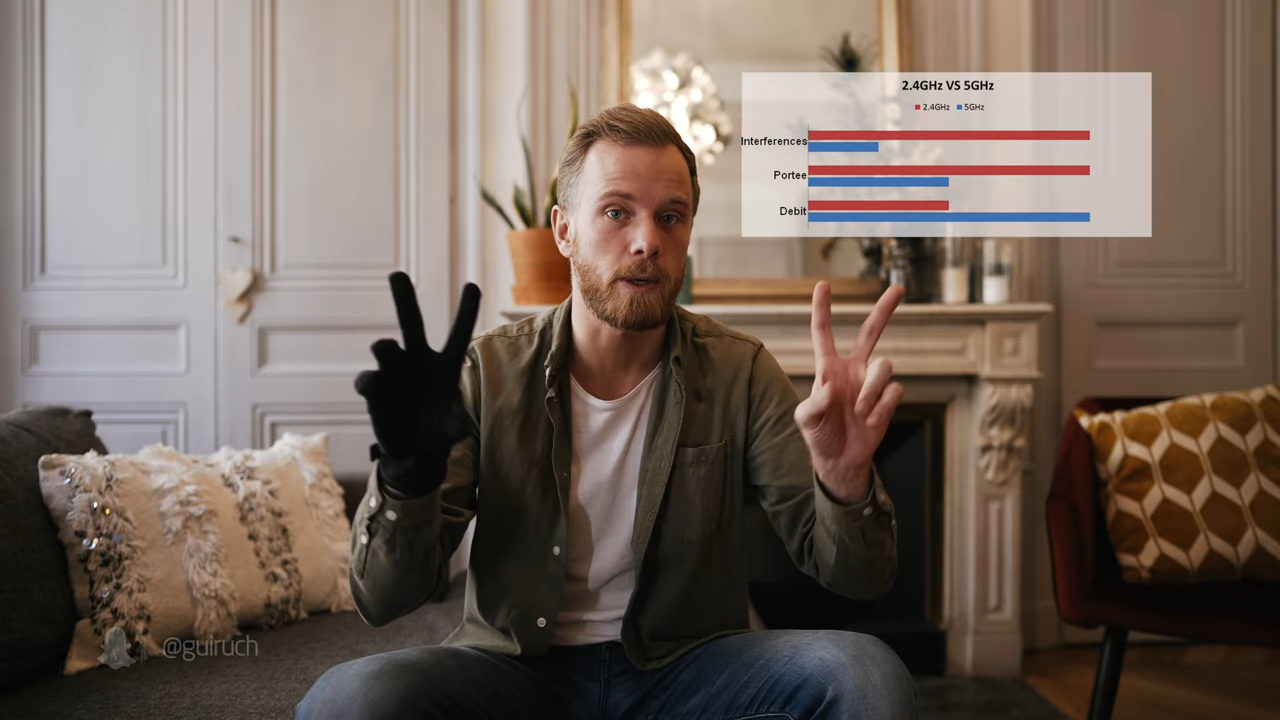 2.4GHz VS 5GHz
2.4GHz 5GHz
Interferences
Portee
Debit
@guiruch